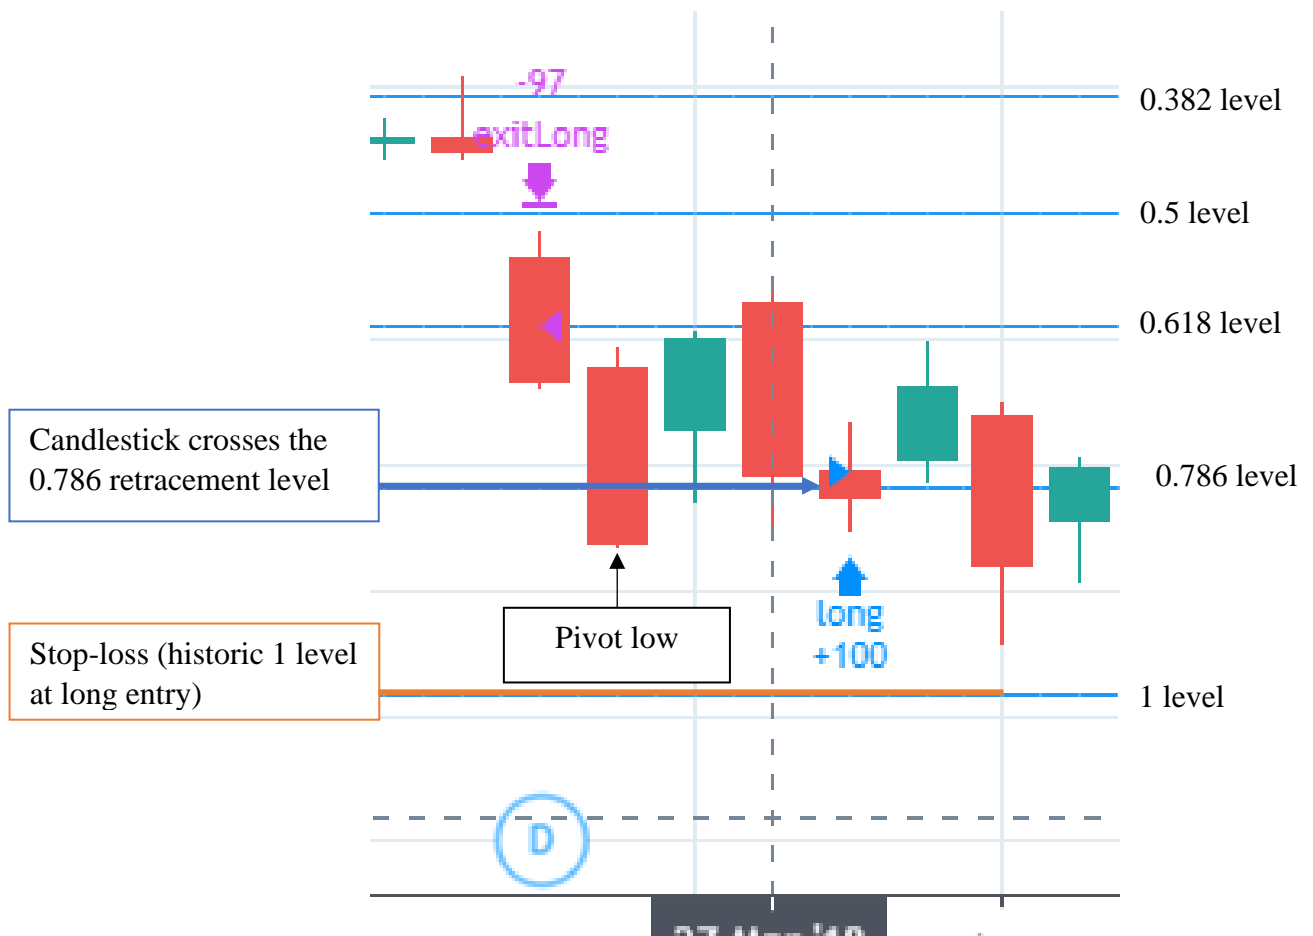 -97
0.382 level
exitLong
0.5 level
0.618 level
Candlestick crosses the
0.786 retracement level
0.786 level
long
+100
Pivot low
Stop-loss (historic 1 level
at long entry)
1 level
D